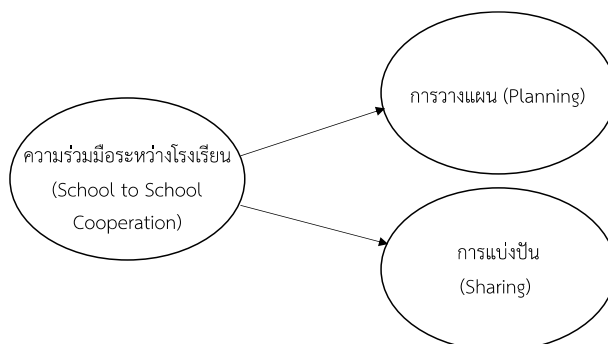 ความร่วมมือระหว่างโรงเรียน
(School to School
Cooperation)
การวางแผน (Planning)
การแบ่งปัน
(Sharing)